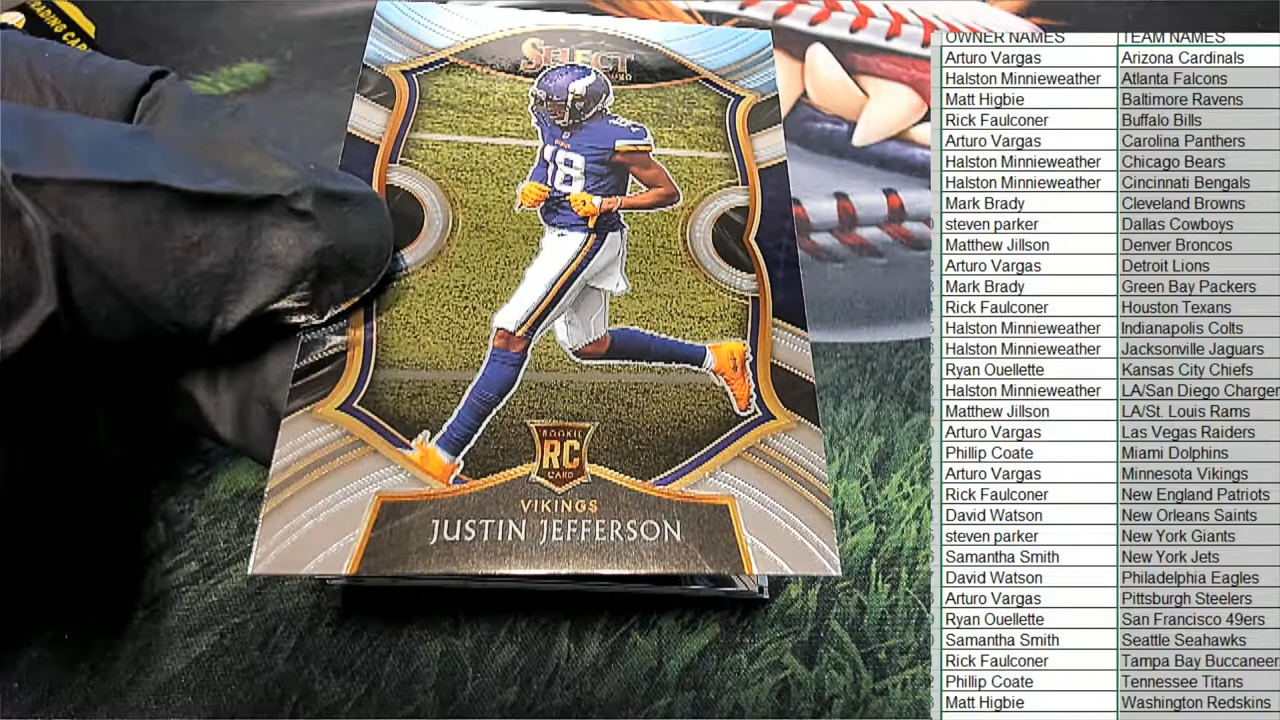 TRADING CAR
SELECT
18
ROOKIE
RC
CARD
VIKINGS
JUSTIN JEFFERSON
OWNER NAMES TEAM NAMES
Arturo Vargas Arizona Cardinals
Halston Minnieweather Atlanta Falcons
Matt Higbie Baltimore Ravens
Rick Faulconer Buffalo Bills
Arturo Vargas Carolina Panthers
Halston Minnieweather Chicago Bears
Halston Minnieweather Cincinnati Bengals
Mark Brady Cleveland Browns
steven parker Dallas Cowboys
Matthew Jillson Denver Broncos
Arturo Vargas Detroit Lions
Mark Brady Green Bay Packers
Rick Faulconer Houston Texans
Halston Minnieweather Indianapolis Colts
Halston Minnieweather Jacksonville Jaguars
Ryan Ouellette Kansas City Chiefs
Halston Minnieweather LA/San Diego Charger
Matthew Jillson LA/St. Louis Rams
Arturo Vargas Las Vegas Raiders
Phillip Coate Miami Dolphins
Arturo Vargas Minnesota Vikings
Rick Faulconer New England Patriots
David Watson New Orleans Saints
steven parker New York Giants
Samantha Smith New York Jets
David Watson Philadelphia Eagles
Arturo Vargas Pittsburgh Steelers
Ryan Ouellette San Francisco 49ers
Samantha Smith Seattle Seahawks
Rick Faulconer Tampa Bay Buccaneer
Phillip Coate Tennessee Titans
Matt Higbie Washington Redskins